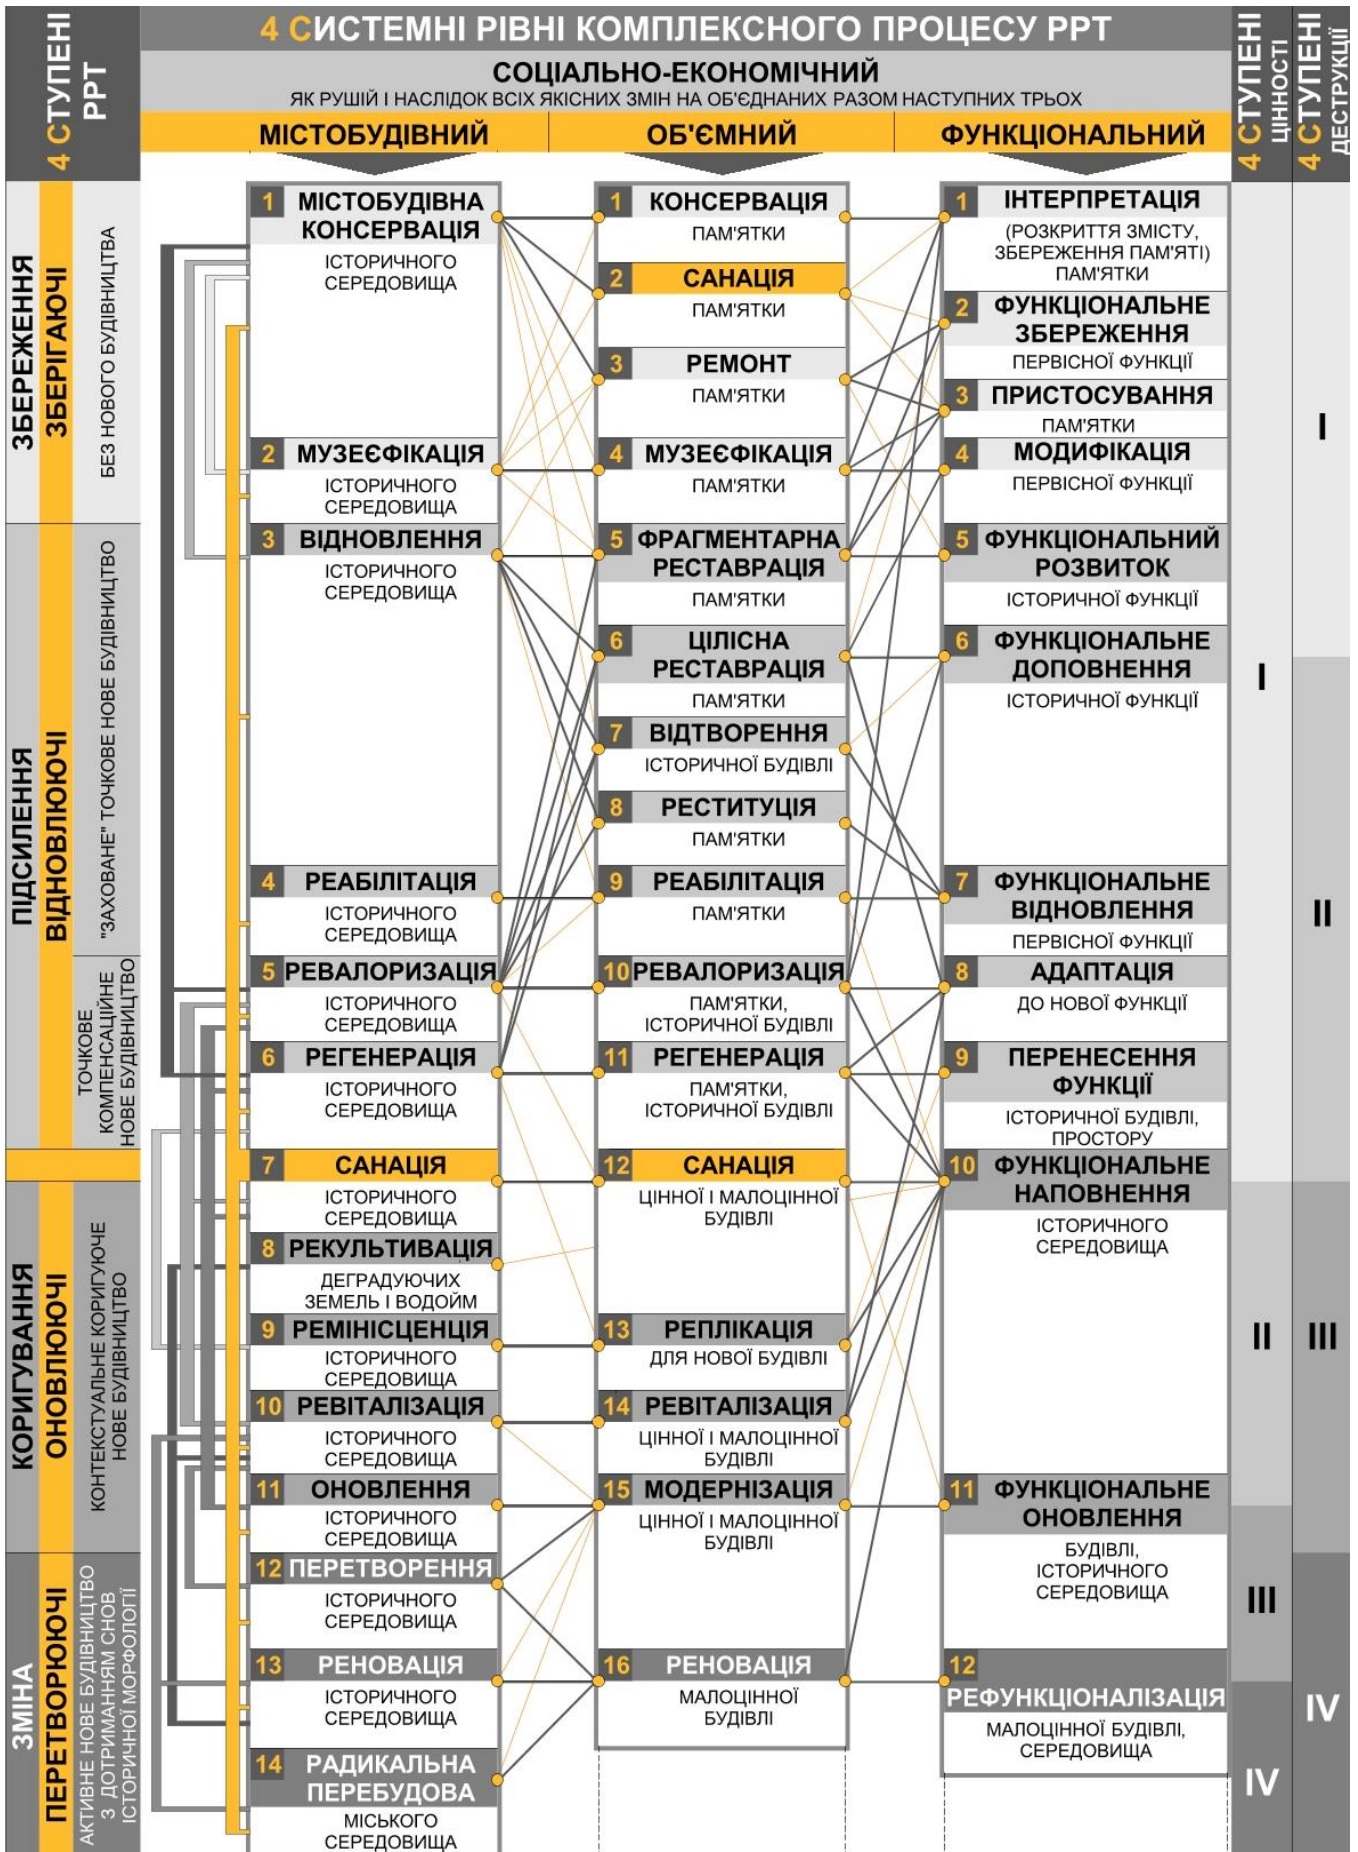 4 СТУПЕНІ
РРТ
4 СИСТЕМНІ РІВНІ КОМПЛЕКСНОГО ПРОЦЕСУ РРТ
СОЦІАЛЬНО-ЕКОНОМІЧНИЙ
ЯК РУШІЙ І НАСЛІДОК ВСІХ ЯКІСНИХ ЗМІН НА ОБ'ЄДНАНИХ РАЗОМ НАСТУПНИХ ТРЬОХ
МІСТОБУДІВНИЙ
ОБ'ЄМНИЙ
ФУНКЦІОНАЛЬНИЙ
4 СТУПЕНІ
ЦІННОСТІ
4 СТУПЕНІ
ДЕСТРУКЦІЇ
ЗБЕРЕЖЕННЯ
ЗБЕРІГАЮЧІ
БЕЗ НОВОГО БУДІВНИЦТВА
ПІДСИЛЕННЯ
ВІДНОВЛЮЮЧІ
"ЗАХОВАНЕ" ТОЧКОВЕ НОВЕ БУДІВНИЦТВО
ТОЧКОВЕ
КОМПЕНСАЦІЙНЕ
НОВЕ БУДІВНИЦТВО
КОРИГУВАННЯ
ОНОВЛЮЮЧІ
КОНТЕКСТУАЛЬНЕ КОРИГУЮЧЕ
НОВЕ БУДІВНИЦТВО
ЗМІНА
ПЕРЕТВОРЮЮЧІ
АКТИВНЕ НОВЕ БУДІВНИЦТВО
З ДОТРИМАННЯМ СНОВ
ІСТОРИЧНОЇ МОРФОЛОГІЇ
1 МІСТОБУДІВНА
КОНСЕРВАЦІЯ
ІСТОРИЧНОГО
СЕРЕДОВИЩА
2 МУЗЕЄФІКАЦІЯ
ІСТОРИЧНОГО
СЕРЕДОВИЩА
3 ВІДНОВЛЕННЯ
ІСТОРИЧНОГО
СЕРЕДОВИЩА
4 РЕАБІЛІТАЦІЯ
ІСТОРИЧНОГО
СЕРЕДОВИЩА
5 РЕВАЛОРИЗАЦІЯ
ІСТОРИЧНОГО
СЕРЕДОВИЩА
6 РЕГЕНЕРАЦІЯ
ІСТОРИЧНОГО
СЕРЕДОВИЩА
7 САНАЦІЯ
ІСТОРИЧНОГО
СЕРЕДОВИЩА
8 РЕКУЛЬТИВАЦІЯ
ДЕГРАДУЮЧИХ
ЗЕМЕЛЬ І ВОДОЙМ
9 РЕМІНІСЦЕНЦІЯ
ІСТОРИЧНОГО
СЕРЕДОВИЩА
10 РЕВІТАЛІЗАЦІЯ
ІСТОРИЧНОГО
СЕРЕДОВИЩА
11 ОНОВЛЕННЯ
ІСТОРИЧНОГО
СЕРЕДОВИЩА
12 ПЕРЕТВОРЕННЯ
ІСТОРИЧНОГО
СЕРЕДОВИЩА
13 РЕНОВАЦІЯ
ІСТОРИЧНОГО
СЕРЕДОВИЩА
14 РАДИКАЛЬНА
ПЕРЕБУДОВА
МІСЬКОГО
СЕРЕДОВИЩА
1 КОНСЕРВАЦІЯ
ПАМ'ЯТКИ
2 САНАЦІЯ
ПАМ'ЯТКИ
3 РЕМОНТ
ПАМ'ЯТКИ
4 МУЗЕЄФІКАЦІЯ
ПАМ'ЯТКИ
5 ФРАГМЕНТАРНА
РЕСТАВРАЦІЯ
ПАМ'ЯТКИ
6 ЦІЛІСНА
РЕСТАВРАЦІЯ
ПАМ'ЯТКИ
7 ВІДТВОРЕННЯ
ІСТОРИЧНОЇ БУДІВЛІ
8 РЕСТИТУЦІЯ
ПАМ'ЯТКИ
9 РЕАБІЛІТАЦІЯ
ПАМ'ЯТКИ
10 РЕВАЛОРИЗАЦІЯ
ПАМ'ЯТКИ,
ІСТОРИЧНОЇ БУДІВЛІ
11 РЕГЕНЕРАЦІЯ
ПАМ'ЯТКИ,
ІСТОРИЧНОЇ БУДІВЛІ
12 САНАЦІЯ
ЦІННОЇ І МАЛОЦІННОЇ
БУДІВЛІ
13 РЕПЛІКАЦІЯ
ДЛЯ НОВОЇ БУДІВЛІ
14 РЕВІТАЛІЗАЦІЯ
ЦІННОЇ І МАЛОЦІННОЇ
БУДІВЛІ
15 МОДЕРНІЗАЦІЯ
ЦІННОЇ І МАЛОЦІННОЇ
БУДІВЛІ
16 РЕНОВАЦІЯ
МАЛОЦІННОЇ
БУДІВЛІ
1 ІНТЕРПРЕТАЦІЯ
(РОЗКРИТТЯ ЗМІСТУ,
ЗБЕРЕЖЕННЯ ПАМ'ЯТІ)
ПАМ'ЯТКИ
2 ФУНКЦІОНАЛЬНЕ
ЗБЕРЕЖЕННЯ
ПЕРВІСНОЇ ФУНКЦІЇ
3 ПРИСТОСУВАННЯ
ПАМ'ЯТКИ
4 МОДИФІКАЦІЯ
ПЕРВІСНОЇ ФУНКЦІЇ
5 ФУНКЦІОНАЛЬНИЙ
РОЗВИТОК
ІСТОРИЧНОЇ ФУНКЦІЇ
6 ФУНКЦІОНАЛЬНЕ
ДОПОВНЕННЯ
ІСТОРИЧНОЇ ФУНКЦІЇ
7 ФУНКЦІОНАЛЬНЕ
ВІДНОВЛЕННЯ
ПЕРВІСНОЇ ФУНКЦІЇ
8 АДАПТАЦІЯ
ДО НОВОЇ ФУНКЦІЇ
9 ПЕРЕНЕСЕННЯ
ФУНКЦІЇ
ІСТОРИЧНОЇ БУДІВЛІ,
ПРОСТОРУ
10 ФУНКЦІОНАЛЬНЕ
НАПОВНЕННЯ
ІСТОРИЧНОГО
СЕРЕДОВИЩА
11 ФУНКЦІОНАЛЬНЕ
ОНОВЛЕННЯ
БУДІВЛІ,
ІСТОРИЧНОГО
СЕРЕДОВИЩА
12
РЕФУНКЦІОНАЛІЗАЦІЯ
МАЛОЦІННОЇ БУДІВЛІ,
СЕРЕДОВИЩА
I
II
III
IV
I
II
III
IV